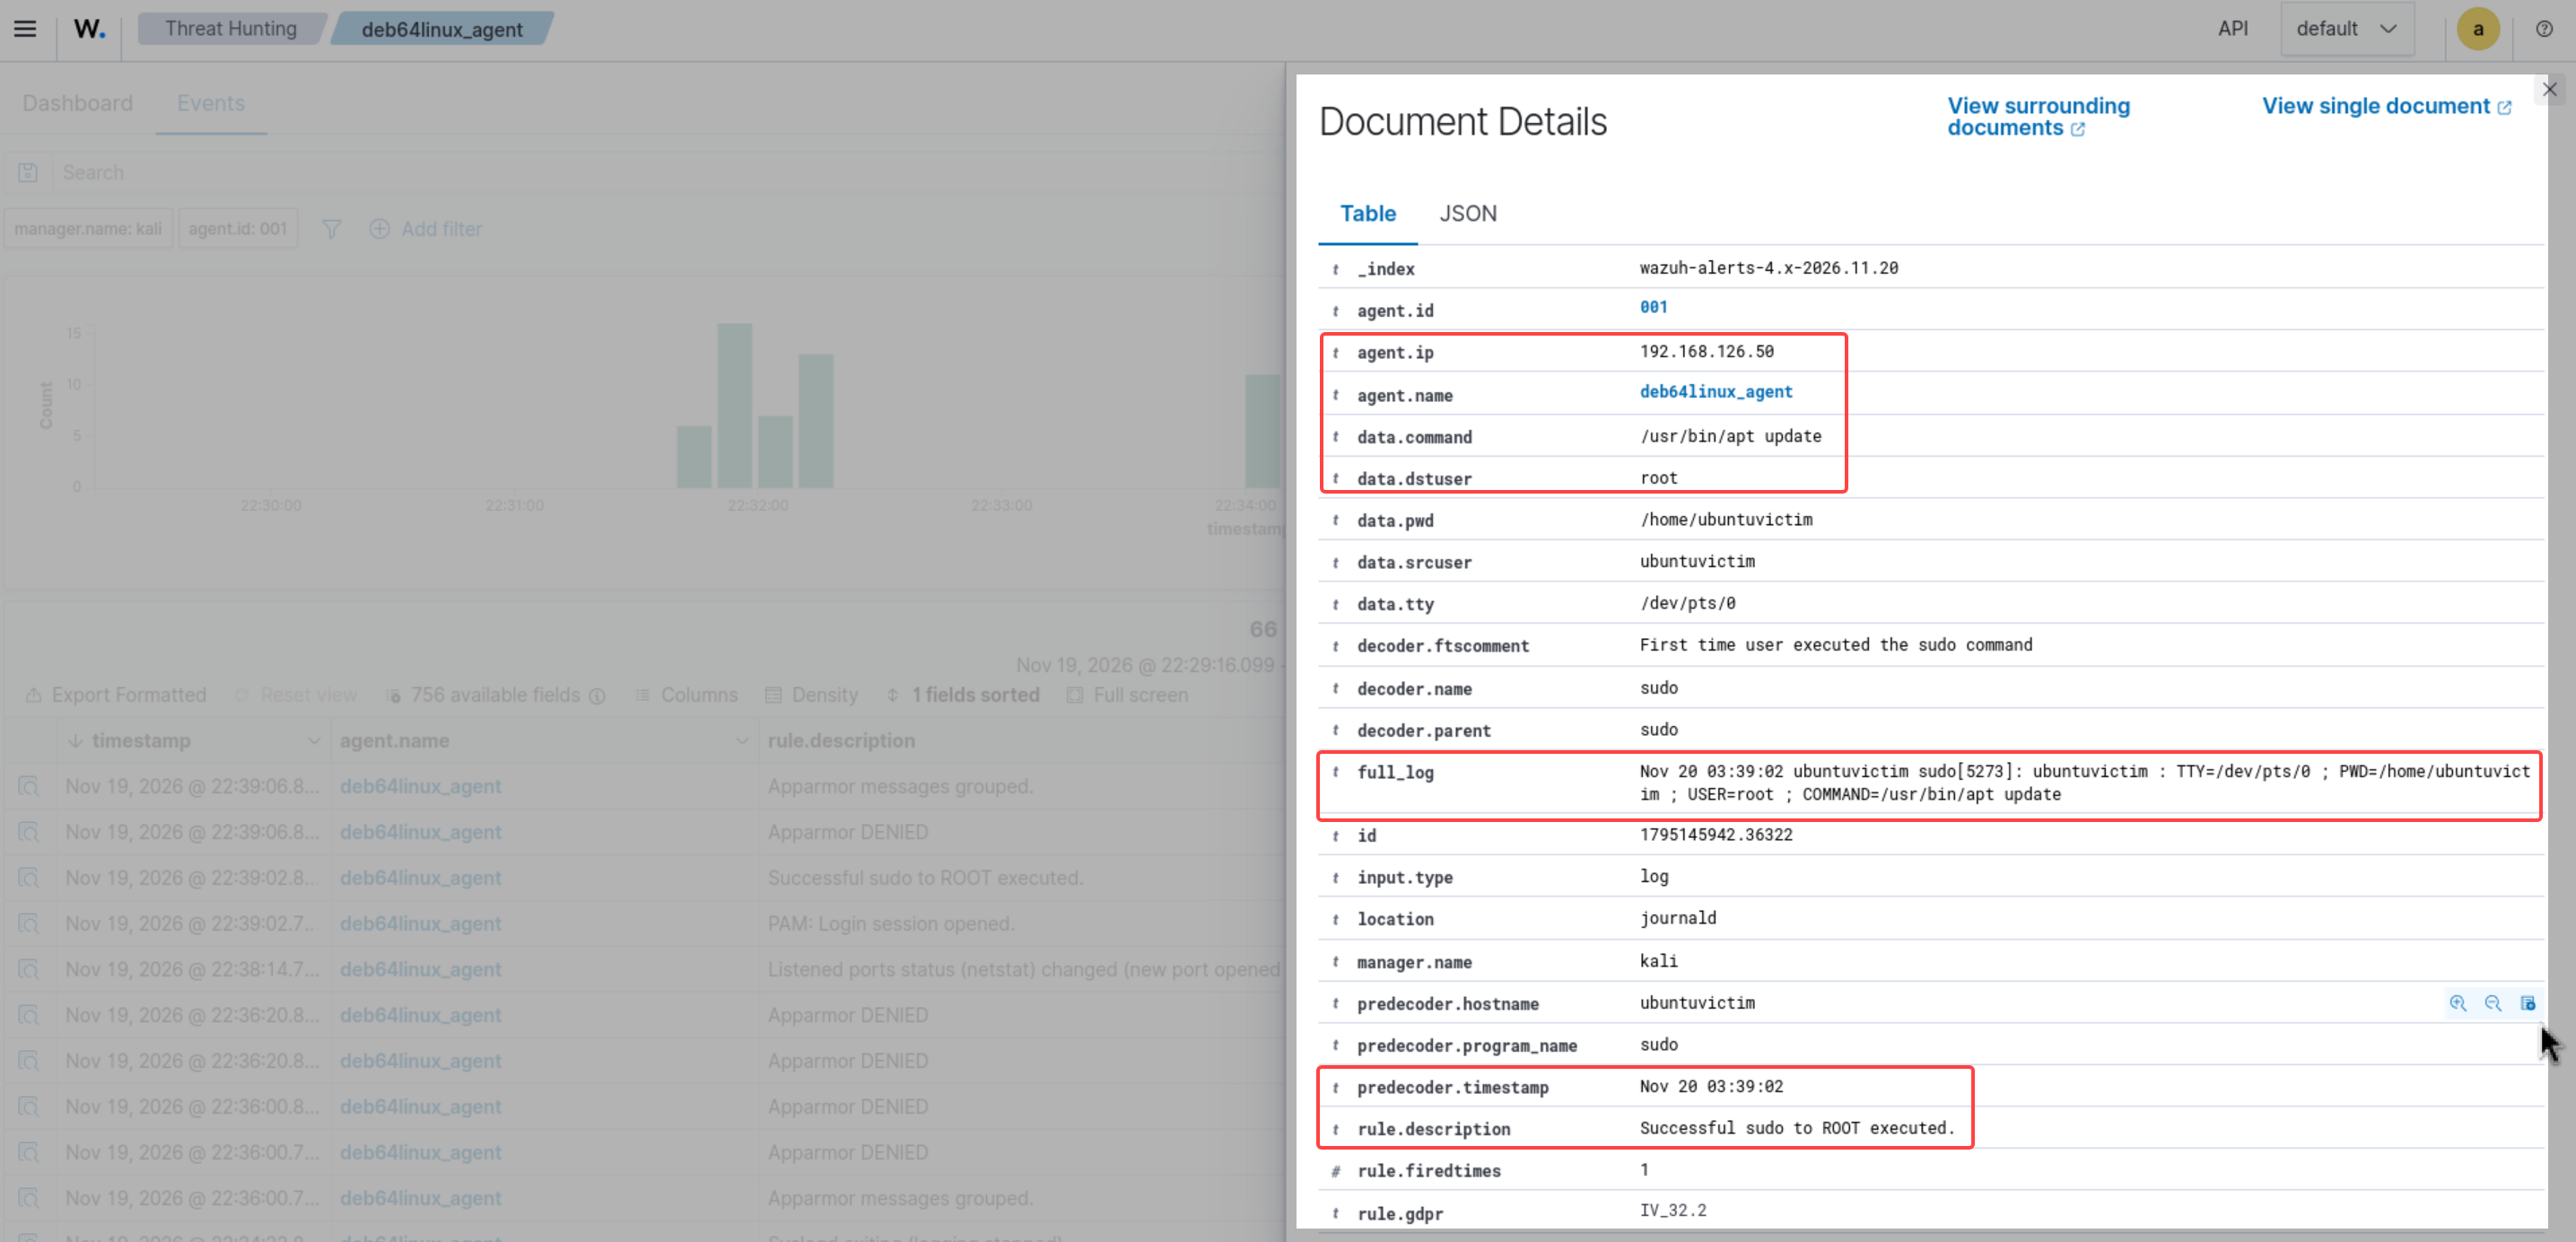 W. Threat Hunting deb64linux_agent API default a
Dashboard Events
Search
manager.name: kali agent.id: 001 Add filter
Count
15
10
5
0
22:30:00 22:31:00 22:32:00 22:33:00 22:34:00
66
Nov 19, 2026 @ 22:29:16.099 -
Export Formatted Reset view 756 available fields Columns Density 1 fields sorted Full screen
timestamp agent.name rule.description
Nov 19, 2026 @ 22:39:06.8... deb64linux_agent Apparmor messages grouped.
Nov 19, 2026 @ 22:39:06.8... deb64linux_agent Apparmor DENIED
Nov 19, 2026 @ 22:39:02.8... deb64linux_agent Successful sudo to ROOT executed.
Nov 19, 2026 @ 22:39:02.7... deb64linux_agent PAM: Login session opened.
Nov 19, 2026 @ 22:38:14.7... deb64linux_agent Listened ports status (netstat) changed (new port opened
Nov 19, 2026 @ 22:36:20.8... deb64linux_agent Apparmor DENIED
Nov 19, 2026 @ 22:36:20.8... deb64linux_agent Apparmor DENIED
Nov 19, 2026 @ 22:36:00.8... deb64linux_agent Apparmor DENIED
Nov 19, 2026 @ 22:36:00.7... deb64linux_agent Apparmor DENIED
Nov 19, 2026 @ 22:36:00.7... deb64linux_agent Apparmor messages grouped.
Document Details
View surrounding
documents
View single document
Table JSON
t _index wazuh-alerts-4.x-2026.11.20
t agent.id 001
t agent.ip 192.168.126.50
t agent.name deb64linux_agent
t data.command /usr/bin/apt update
t data.dstuser root
t data.pwd /home/ubuntuvictim
t data.srcuser ubuntuvictim
t data.tty /dev/pts/0
t decoder.ftscomment First time user executed the sudo command
t decoder.name sudo
t decoder.parent sudo
t full_log Nov 20 03:39:02 ubuntuvictim sudo[5273]: ubuntuvictim : TTY=/dev/pts/0 ; PWD=/home/ubuntuvict
im ; USER=root ; COMMAND=/usr/bin/apt update
t id 1795145942.36322
t input.type log
t location journald
t manager.name kali
t predecoder.hostname ubuntuvictim
t predecoder.program_name sudo
t predecoder.timestamp Nov 20 03:39:02
t rule.description Successful sudo to ROOT executed.
# rule.firedtimes 1
t rule.gdpr IV_32.2